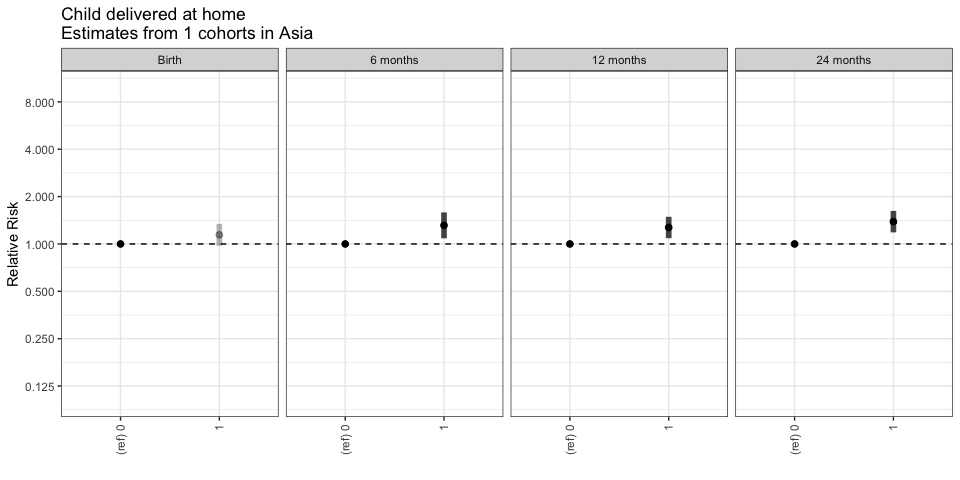 Child delivered at home
Estimates from 1 cohorts in Asia
Birth
6 months
12 months
24 months
Relative Risk
8.000
4.000
2.000
1.000
0.500
0.250
0.125
(ref) 0
1
(ref) 0
1
(ref) 0
1
(ref) 0
1